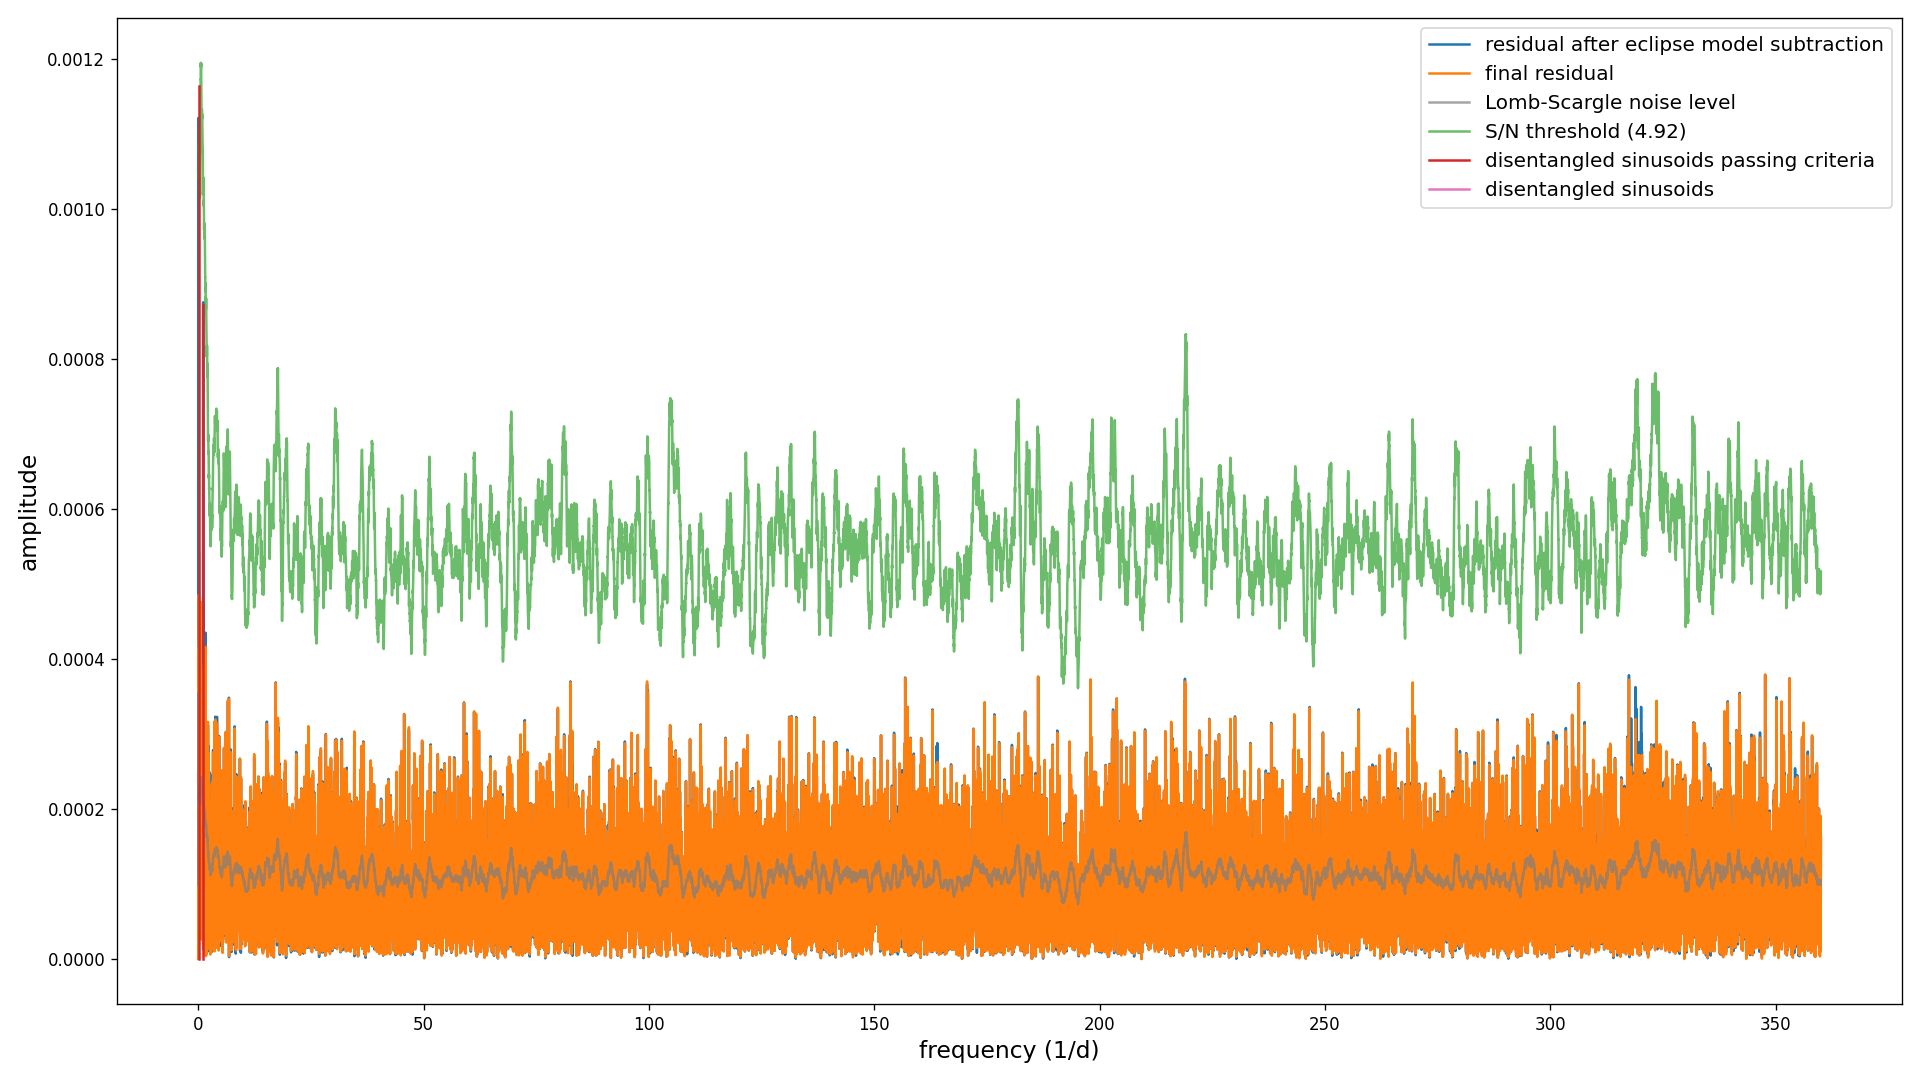 residual after eclipse model subtraction
final residual
Lomb-Scargle noise level
S/N threshold (4.92)
disentangled sinusoids passing criteria
disentangled sinusoids
amplitude
0.0012
0.0010
0.0008
0.0006
0.0004
0.0002
0.0000
0 50 100 150 200 250 300 350
frequency (1/d)